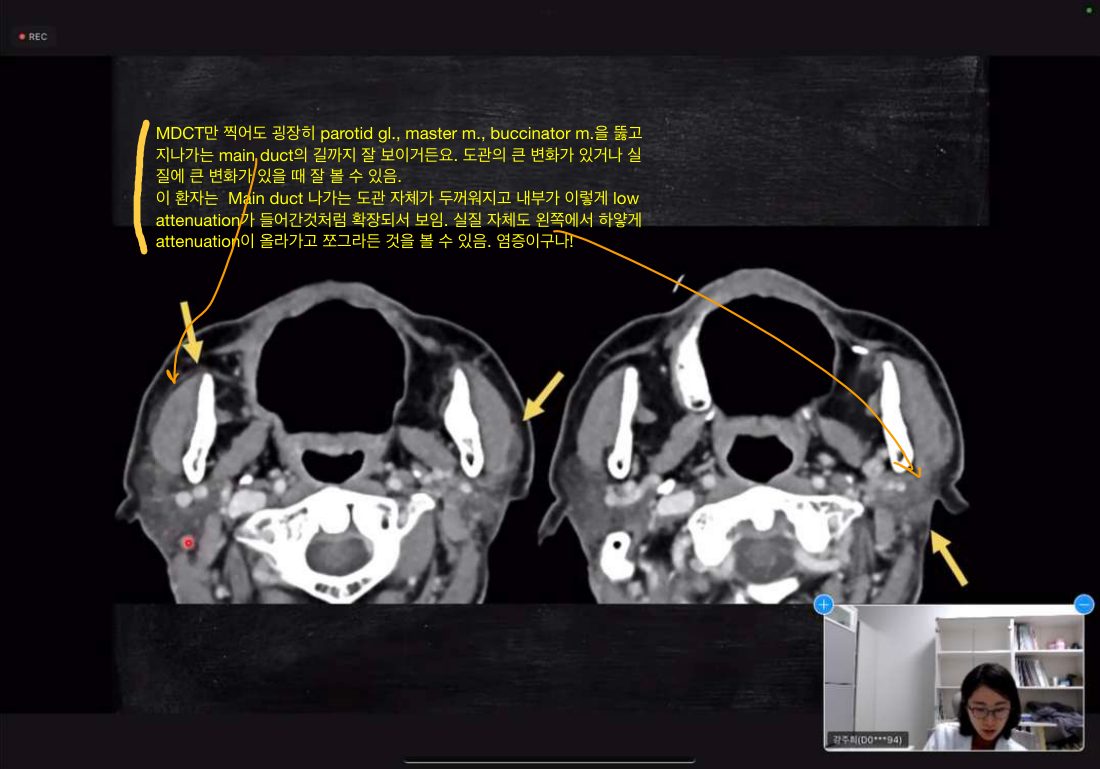 REC
MDCT만 찍어도 굉장히 parotid gl., master m., buccinator m.을 뚫고
지나가는 main duct의 길까지 잘 보이거든요. 도관의 큰 변화가 있거나 실
질에 큰 변화가 있을 때 잘 볼 수 있음.
이 환자는 Main duct 나가는 도관 자체가 두꺼워지고 내부가 이렇게 low
attenuation가 들어간것처럼 확장되서 보임. 실질 자체도 왼쪽에서 하얗게
attenuation이 올라가고 쪼그라든 것을 볼 수 있음. 염증이구나!
강주희(D0***94)